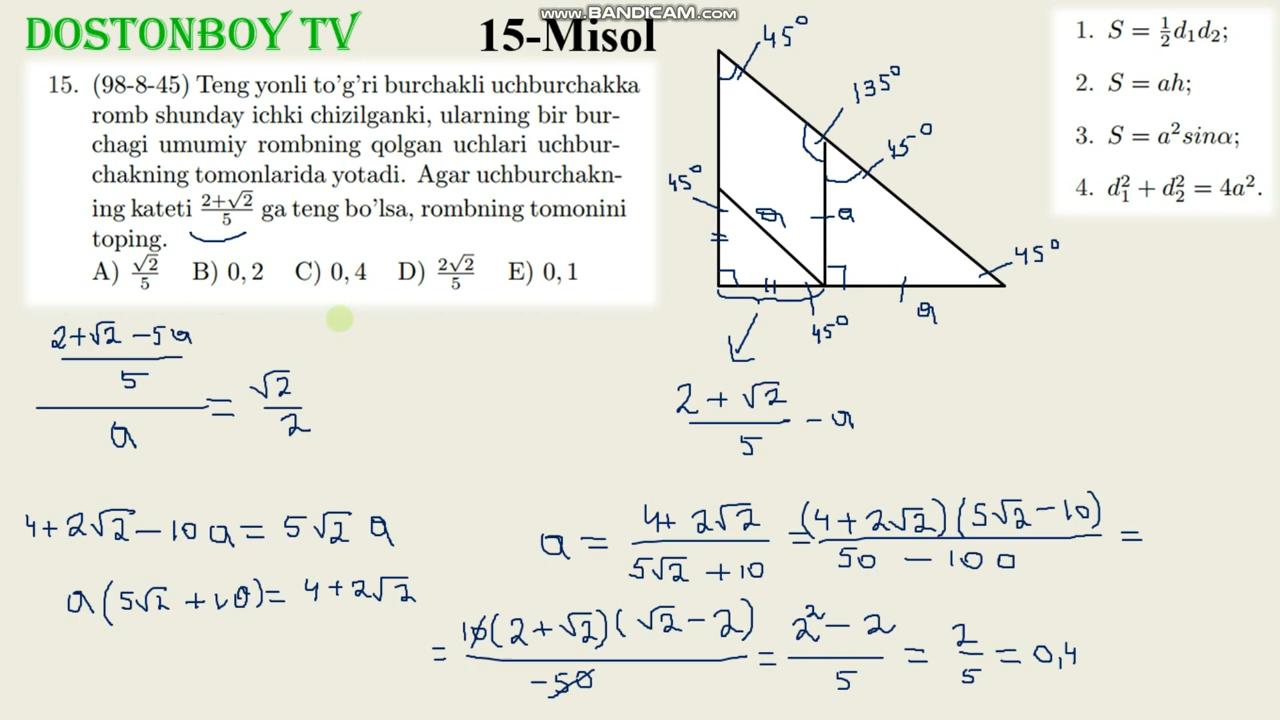 www.BANDICAM.com
DOSTONBOY TV
15-Misol
15. (98-8-45) Teng yonli to'g'ri burchakli uchburchakka
romb shunday ichki chizilganki, ularning bir bur-
chagi umumiy rombning qolgan uchlari uchbur-
chakning tomonlarida yotadi. Agar uchburchakn-
ing kateti (2+√2)/5 ga teng bo'lsa, rombning tomonini
toping.
A) √2/5 B) 0, 2 C) 0, 4 D) 2√2/5 E) 0, 1
1. S = ½d₁d₂;
2. S = ah;
3. S = a²sinα;
4. d₁² + d₂² = 4a².
45°
135°
45°
45°
a
a
45°
a
45°
((2+√2 −5a)/5)/a = √2/2
(2 + √2)/5 − a
4+2√2 − 10a = 5√2 a
a(5√2 + 10) = 4+2√2
a = (4+2√2)/(5√2 +10) = (4+2√2)(5√2 −10)/(50 − 100) =
= 10(2+√2)(√2 −2)/−50 = (2² − 2)/5 = 2/5 = 0,4